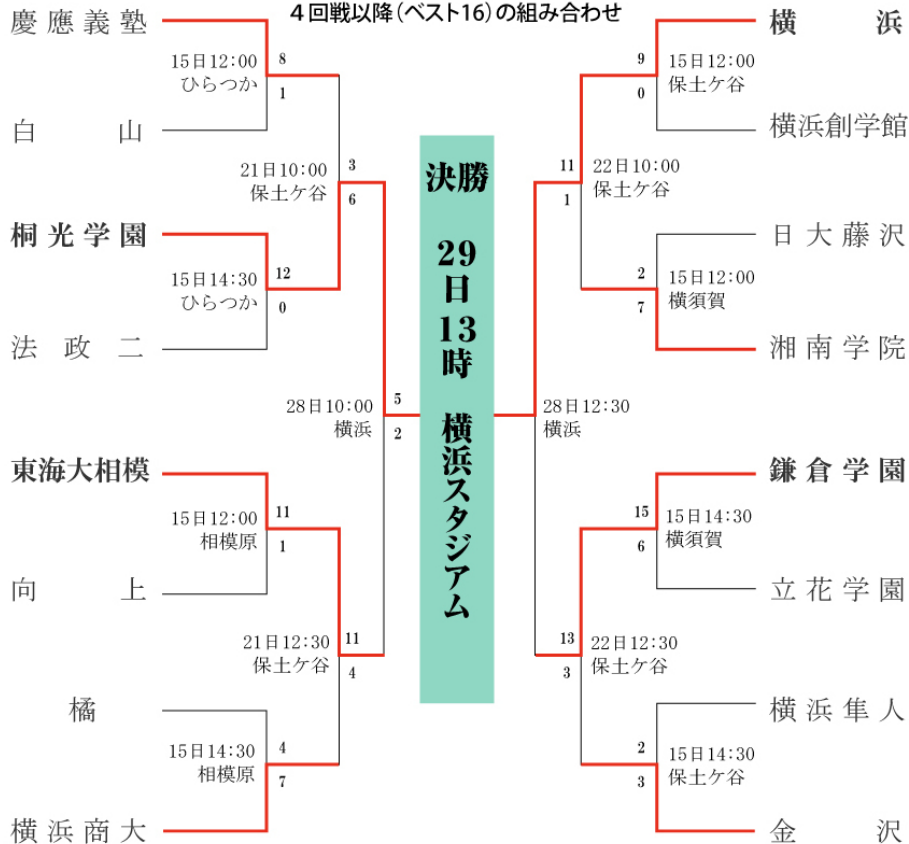 4回戦以降(ベスト16)の組み合わせ
慶應義塾
15日12:00
ひらつか
8
1
白山
21日10:00
保土ケ谷
3
6
桐光学園
15日14:30
ひらつか
12
0
法政二
28日10:00
横浜
5
2
東海大相模
15日12:00
相模原
11
1
向上
21日12:30
保土ケ谷
11
4
橘
15日14:30
相模原
4
7
横浜商大
決勝 29日13時 横浜スタジアム
横浜
9
0
15日12:00
保土ケ谷
横浜創学館
11
1
22日10:00
保土ケ谷
日大藤沢
2
7
15日12:00
横須賀
湘南学院
28日12:30
横浜
鎌倉学園
15
6
15日14:30
横須賀
立花学園
13
3
22日12:30
保土ケ谷
横浜隼人
2
3
15日14:30
保土ケ谷
金沢